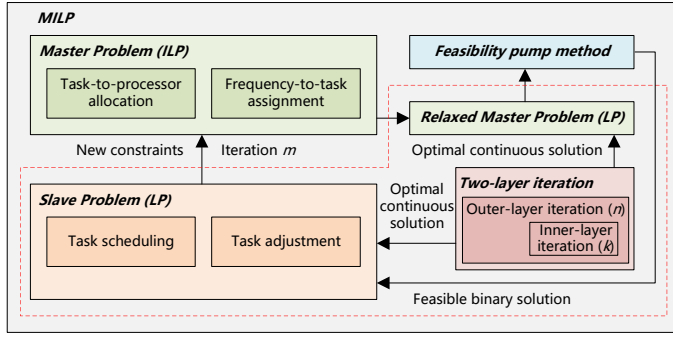 MILP
Master Problem (ILP)
Task-to-processor
allocation
Frequency-to-task
assignment
Feasibility pump method
Relaxed Master Problem (LP)
New constraints
Iteration m
Optimal continuous solution
Slave Problem (LP)
Task scheduling
Task adjustment
Optimal
continuous
solution
Two-layer iteration
Outer-layer iteration (n)
Inner-layer
iteration (k)
Feasible binary solution